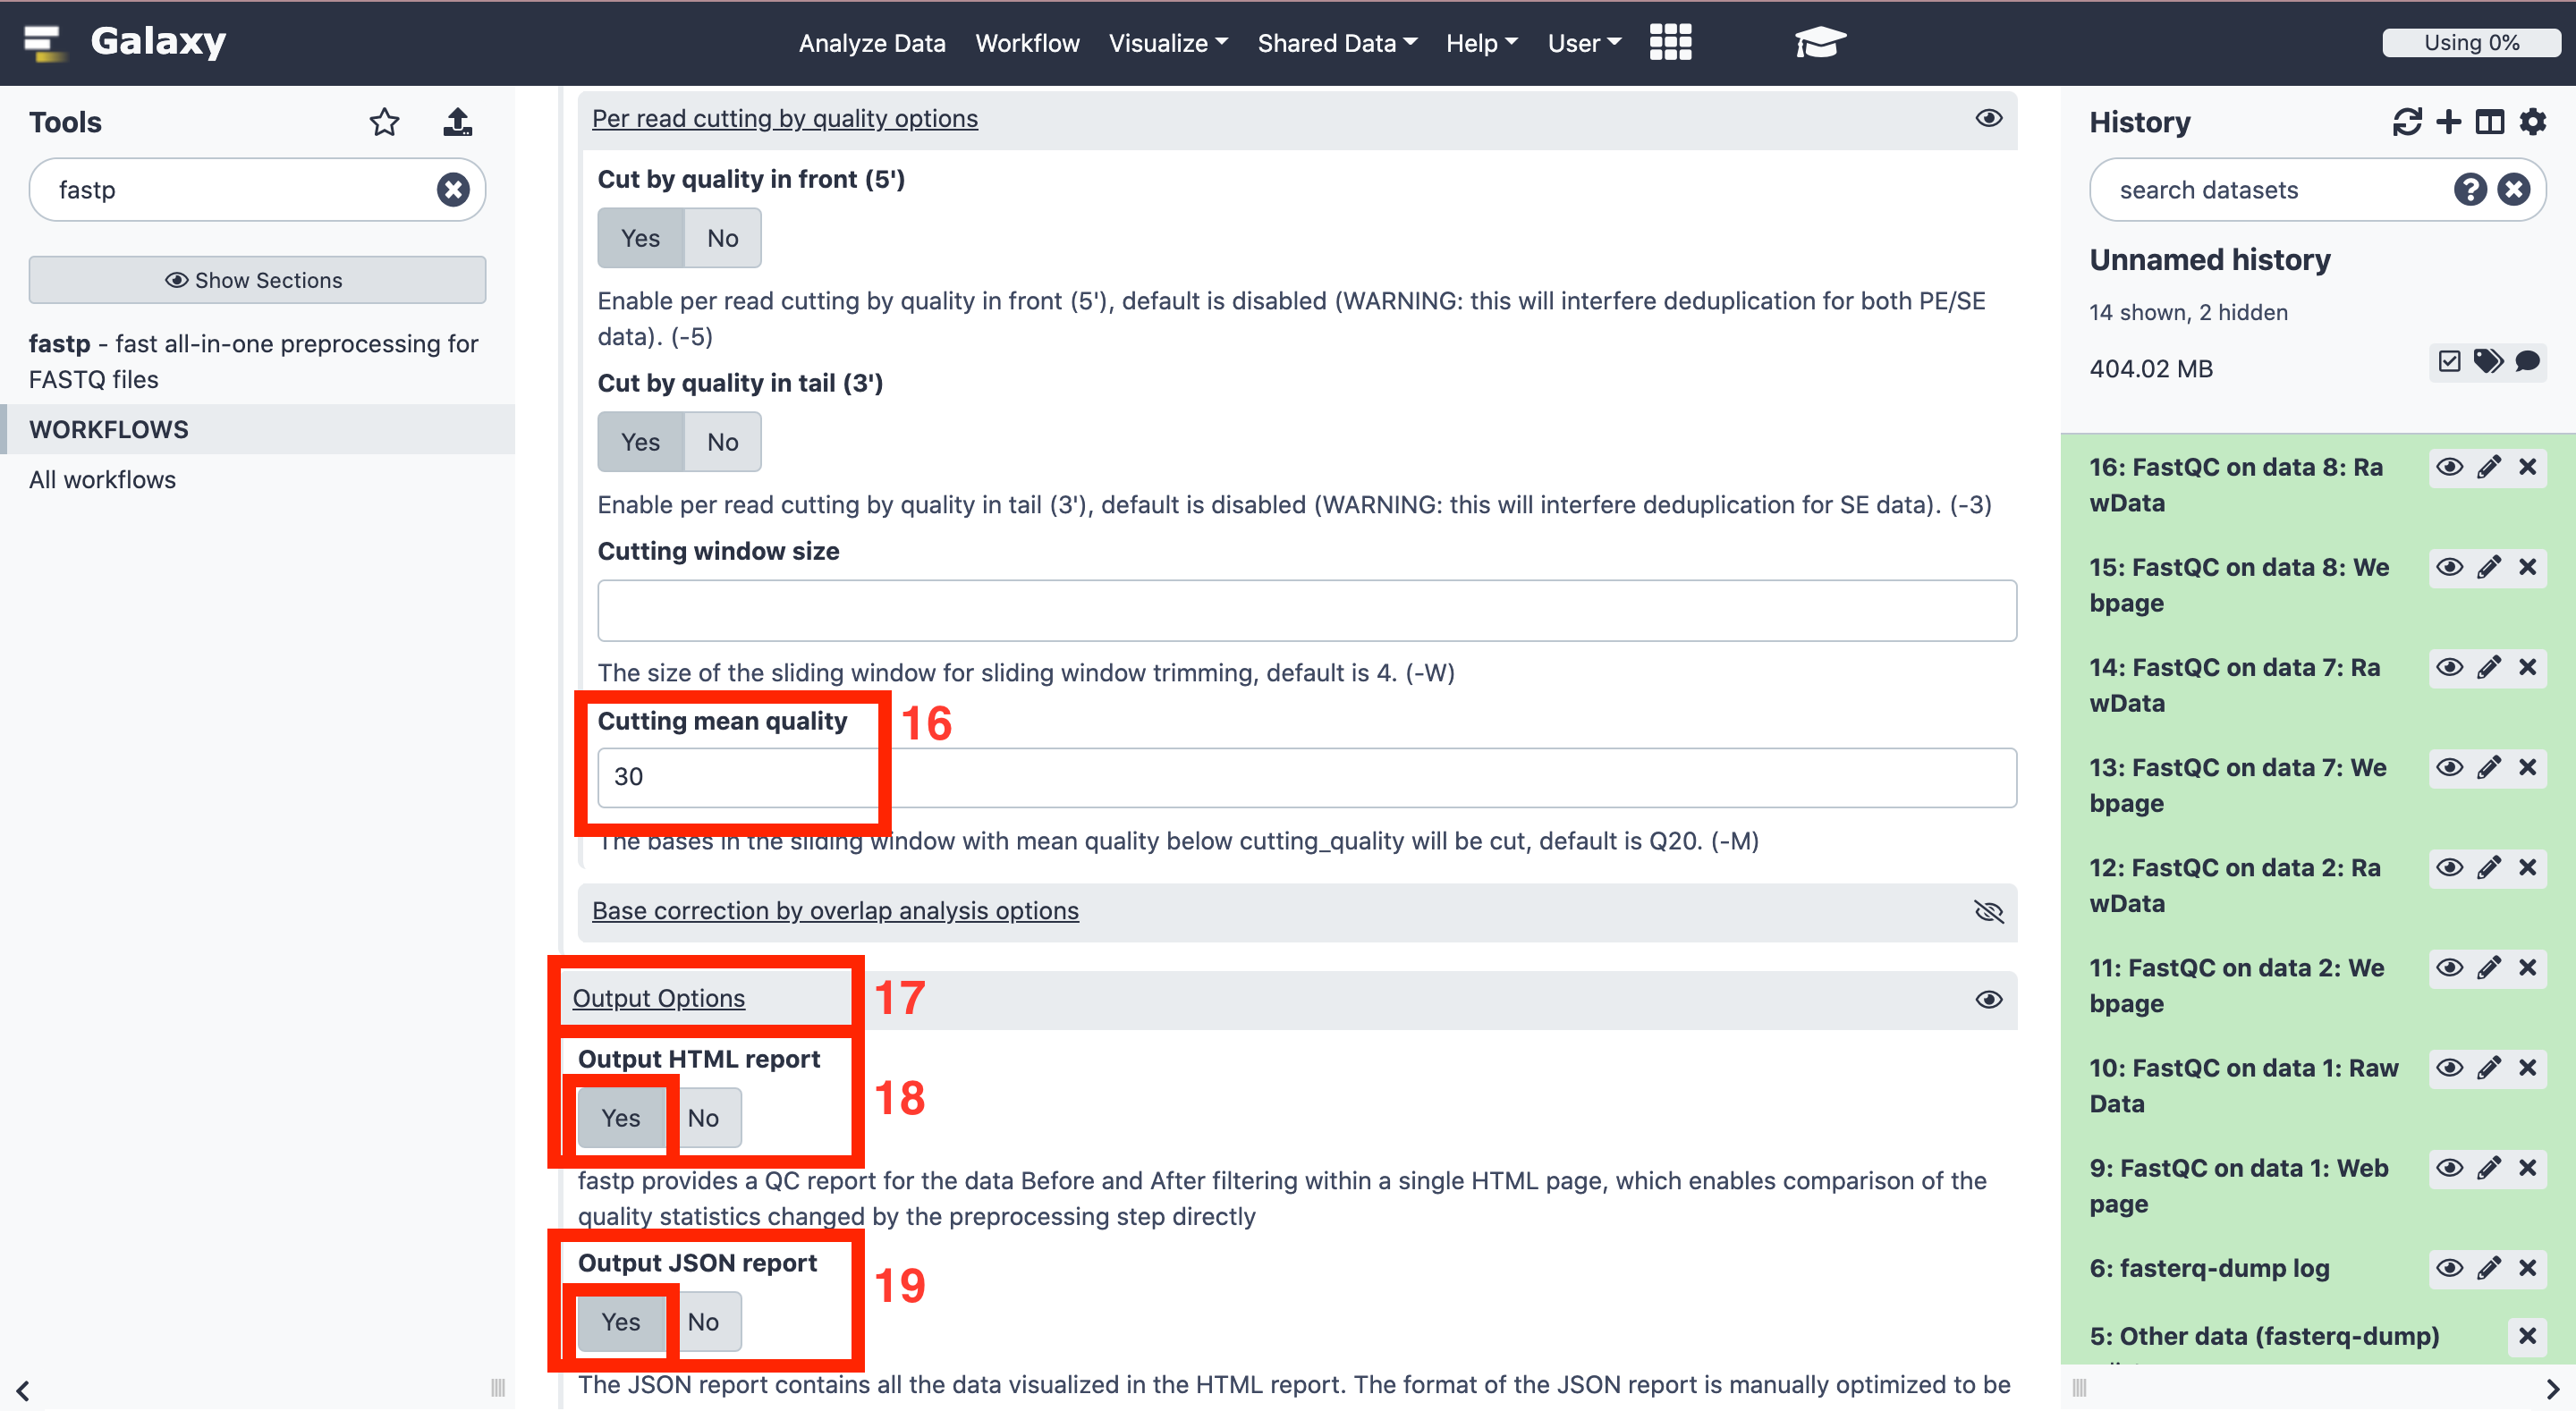 Galaxy
Analyze Data
Workflow
Visualize
Shared Data
Help
User
Using 0%
Tools
fastp
Show Sections
fastp - fast all-in-one preprocessing for
FASTQ files
WORKFLOWS
All workflows
Per read cutting by quality options
Cut by quality in front (5')
Yes
No
Enable per read cutting by quality in front (5'), default is disabled (WARNING: this will interfere deduplication for both PE/SE
data). (-5)
Cut by quality in tail (3')
Yes
No
Enable per read cutting by quality in tail (3'), default is disabled (WARNING: this will interfere deduplication for SE data). (-3)
Cutting window size
The size of the sliding window for sliding window trimming, default is 4. (-W)
Cutting mean quality
16
30
The bases in the sliding window with mean quality below cutting_quality will be cut, default is Q20. (-M)
Base correction by overlap analysis options
Output Options
17
Output HTML report
18
Yes
No
fastp provides a QC report for the data Before and After filtering within a single HTML page, which enables comparison of the
quality statistics changed by the preprocessing step directly
Output JSON report
19
Yes
No
The JSON report contains all the data visualized in the HTML report. The format of the JSON report is manually optimized to be
History
search datasets
Unnamed history
14 shown, 2 hidden
404.02 MB
16: FastQC on data 8: Ra
wData
15: FastQC on data 8: We
bpage
14: FastQC on data 7: Ra
wData
13: FastQC on data 7: We
bpage
12: FastQC on data 2: Ra
wData
11: FastQC on data 2: We
bpage
10: FastQC on data 1: Raw
Data
9: FastQC on data 1: Web
page
6: fasterq-dump log
5: Other data (fasterq-dump)